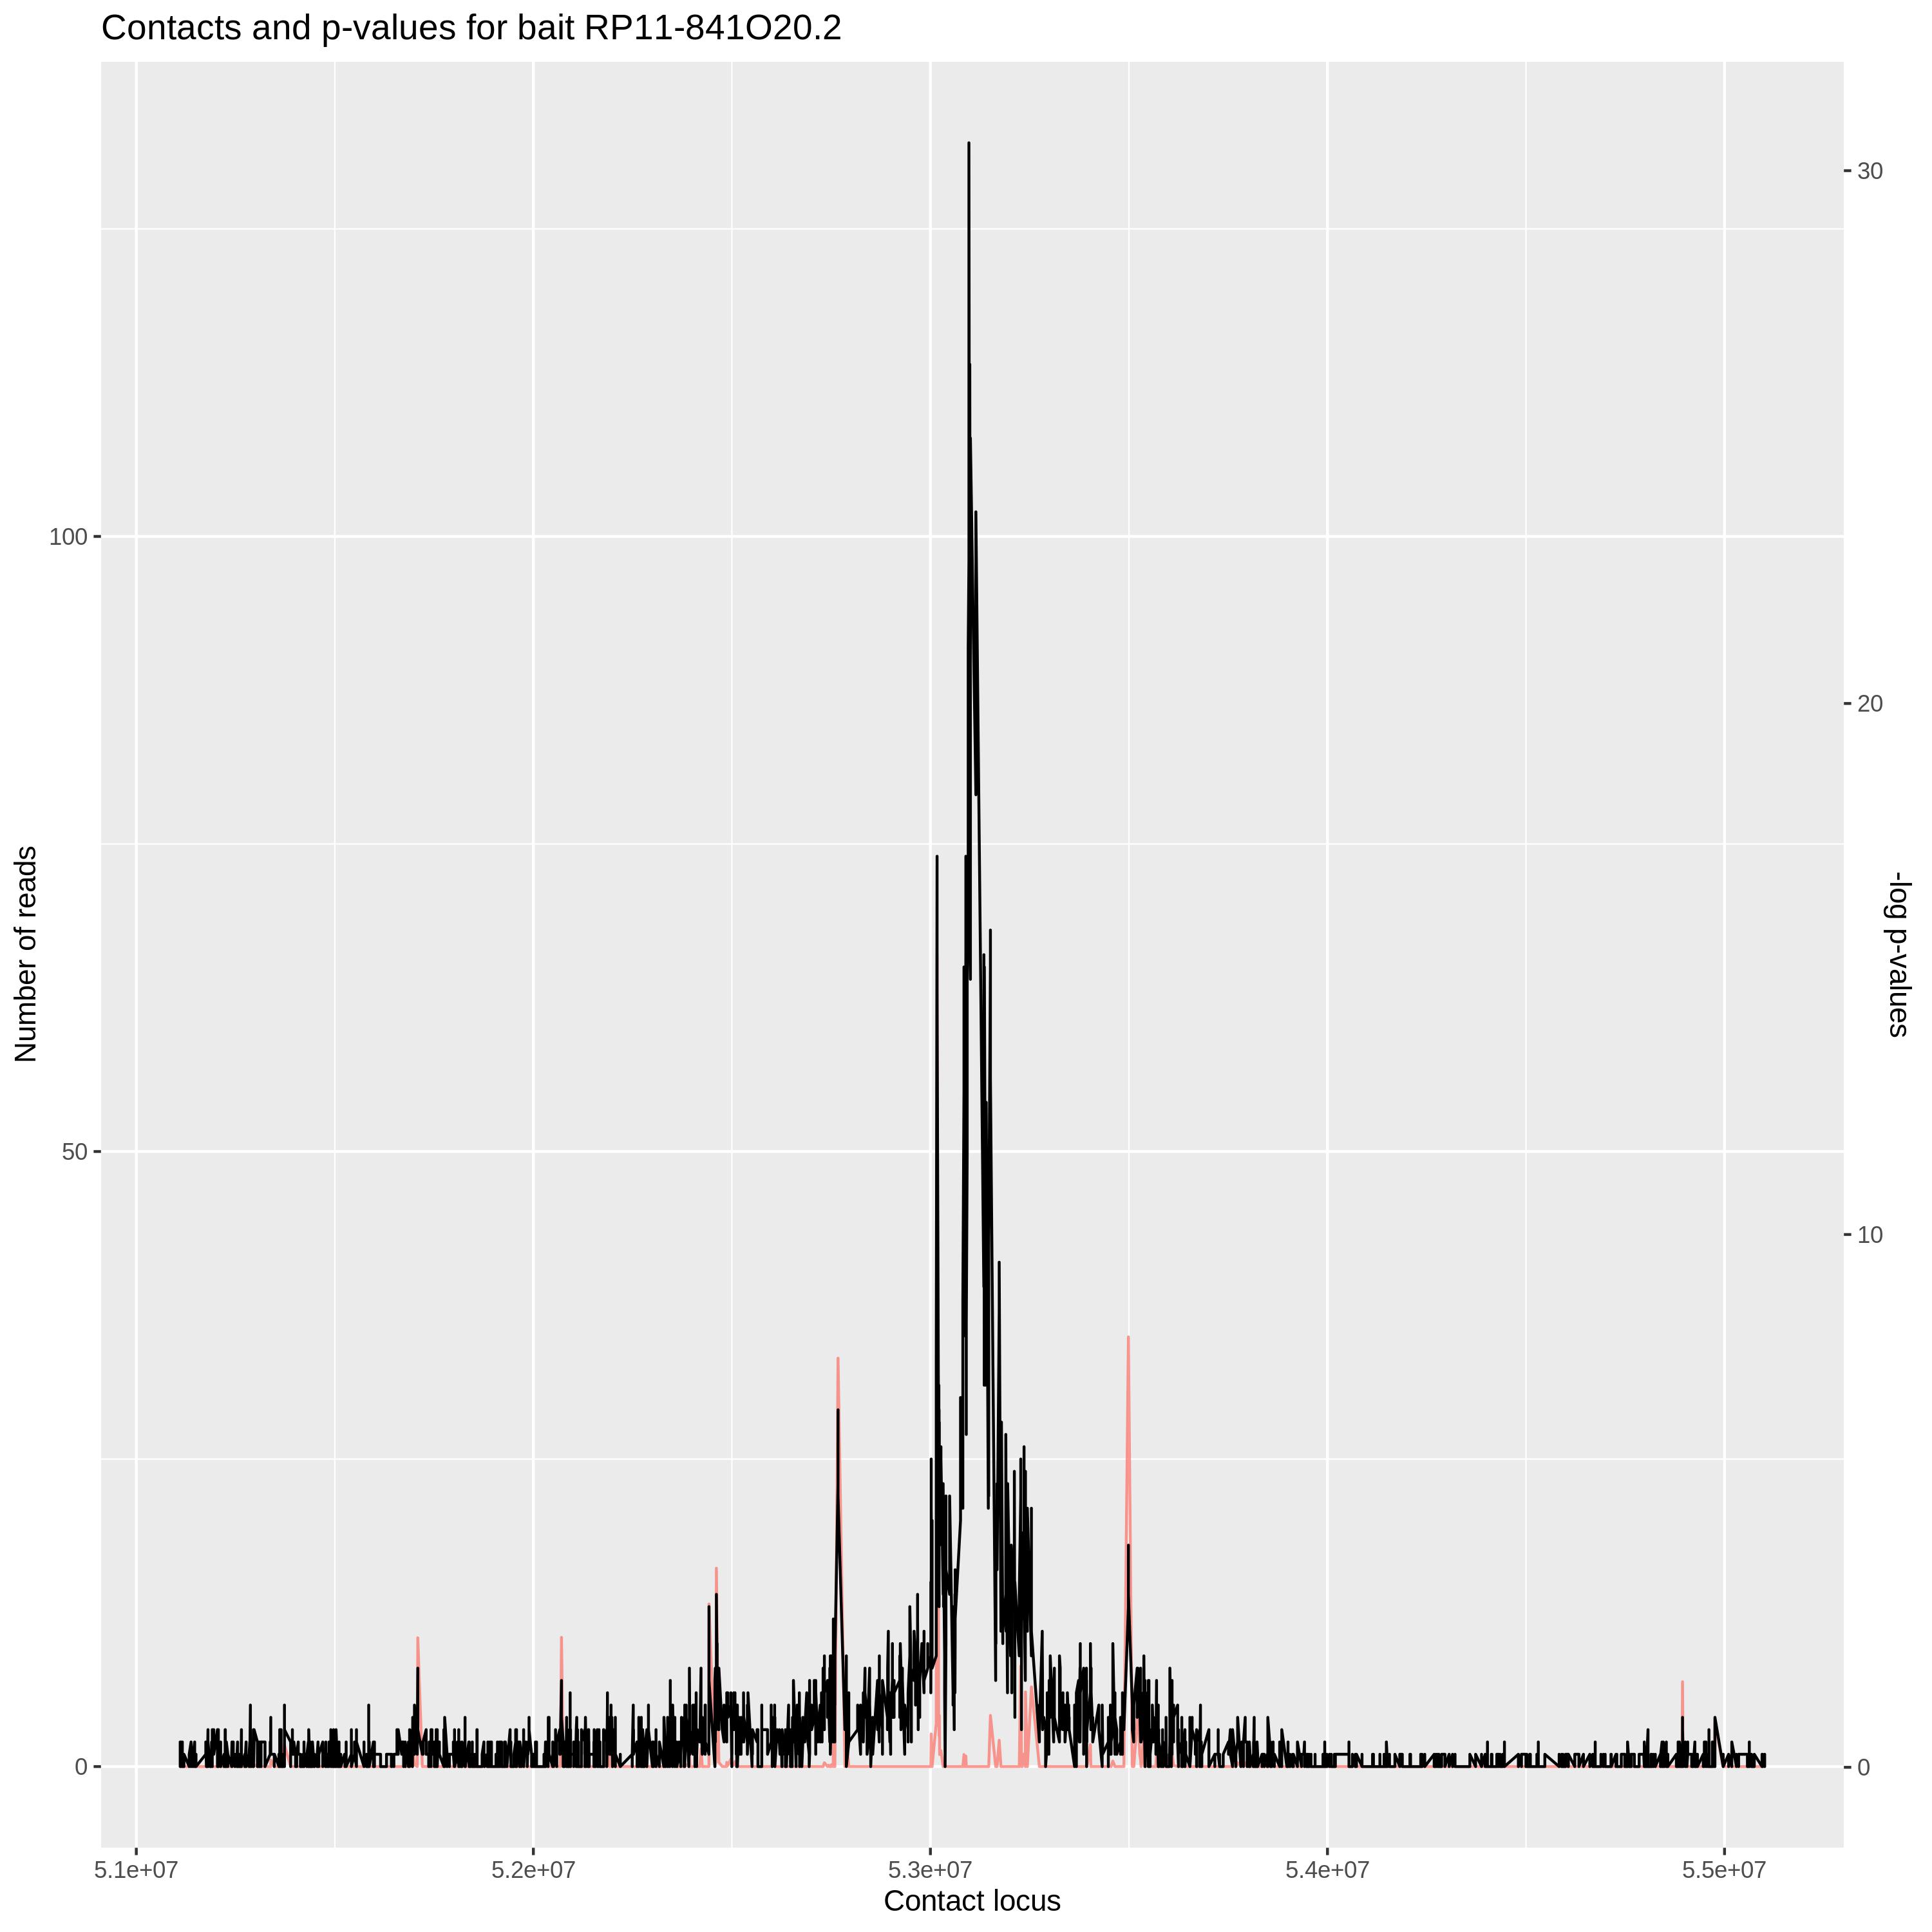 Contacts and p-values for bait RP11-841O20.2
Number of reads
100
50
0
30
20
10
0
-log p-values
5.1e+07 5.2e+07 5.3e+07 5.4e+07 5.5e+07
Contact locus